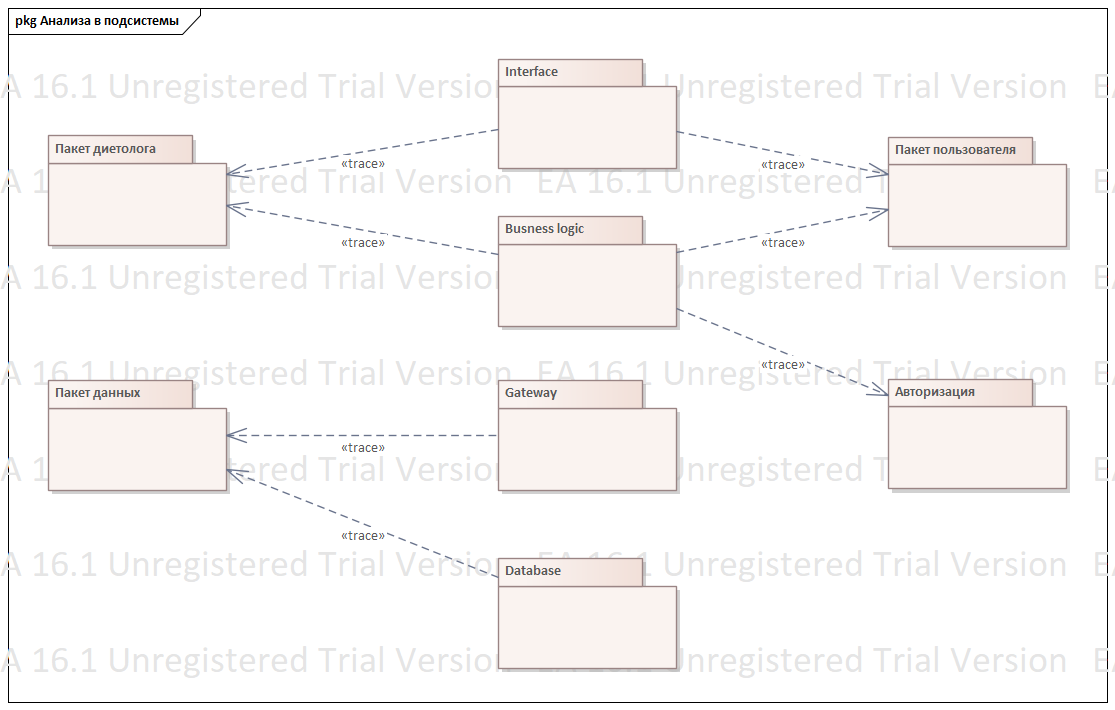 pkg Анализа в подсистемы
EA 16.1 Unregistered Trial Version
Interface
Пакет диетолога
Пакет пользователя
«trace»
«trace»
Busness logic
«trace»
«trace»
«trace»
Пакет данных
Gateway
Авторизация
«trace»
«trace»
Database